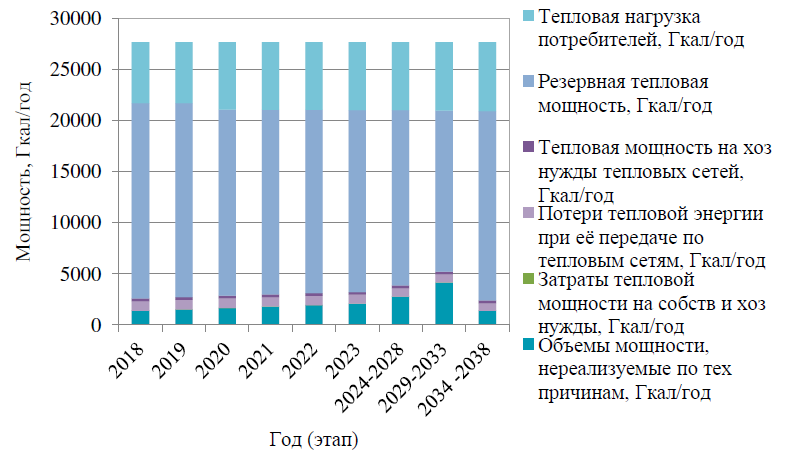 30000
25000
20000
15000
10000
5000
0
Мощность, Гкал/год
2018
2019
2020
2021
2022
2023
2024-2028
2029-2033
2034 -2038
Год (этап)
Тепловая нагрузка
потребителей, Гкал/год
Резервная тепловая
мощность, Гкал/год
Тепловая мощность на хоз
нужды тепловых сетей,
Гкал/год
Потери тепловой энергии
при её передаче по
тепловым сетям, Гкал/год
Затраты тепловой
мощности на собств и хоз
нужды, Гкал/год
Объемы мощности,
нереализуемые по тех
причинам, Гкал/год